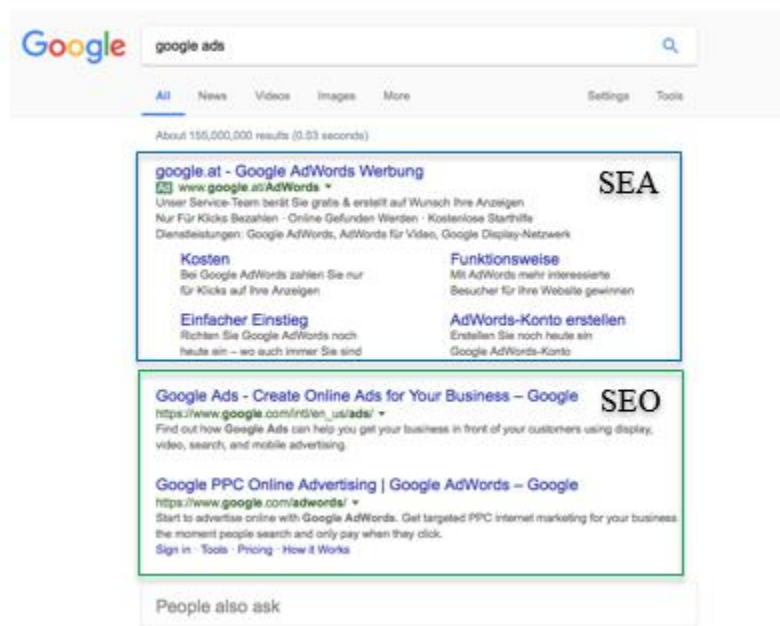 Google
google ads
All News Videos Images More Settings Tools
About 155,000,000 results (0.53 seconds)
google.at - Google AdWords Werbung
SEA
Ad www.google.at/AdWords
Unser Service-Team berät Sie gratis & erstellt auf Wunsch Ihre Anzeigen
Nur Für Klicks Bezahlen · Online Gefunden Werden · Kostenlose Starthilfe
Dienstleistungen: Google AdWords, AdWords für Video, Google Display-Netzwerk
Kosten
Bei Google AdWords zahlen Sie nur
für Klicks auf Ihre Anzeigen
Funktionsweise
Mit AdWords mehr interessierte
Besucher für Ihre Website gewinnen
Einfacher Einstieg
Richten Sie Google AdWords noch
heute ein – wo auch immer Sie sind
AdWords-Konto erstellen
Erstellen Sie noch heute ein
Google AdWords-Konto
Google Ads - Create Online Ads for Your Business – Google
SEO
https://www.google.com/intl/en_us/ads/
Find out how Google Ads can help you get your business in front of your customers using display,
video, search, and mobile advertising.
Google PPC Online Advertising | Google AdWords – Google
https://www.google.com/adwords/
Start to advertise online with Google AdWords. Get targeted PPC internet marketing for your business
the moment people search and only pay when they click.
Sign in · Tools · Pricing · How it Works
People also ask